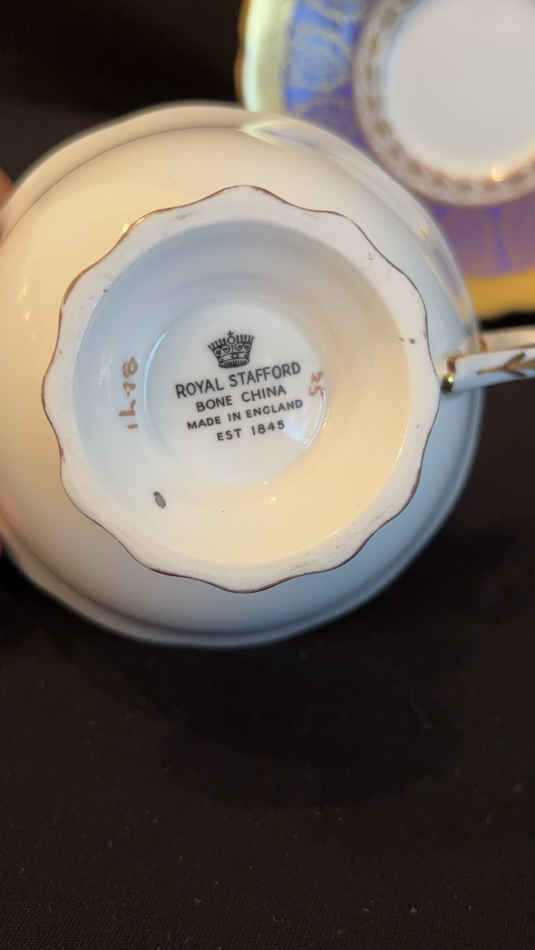 ROYAL STAFFORD
BONE CHINA
MADE IN ENGLAND
EST 1845